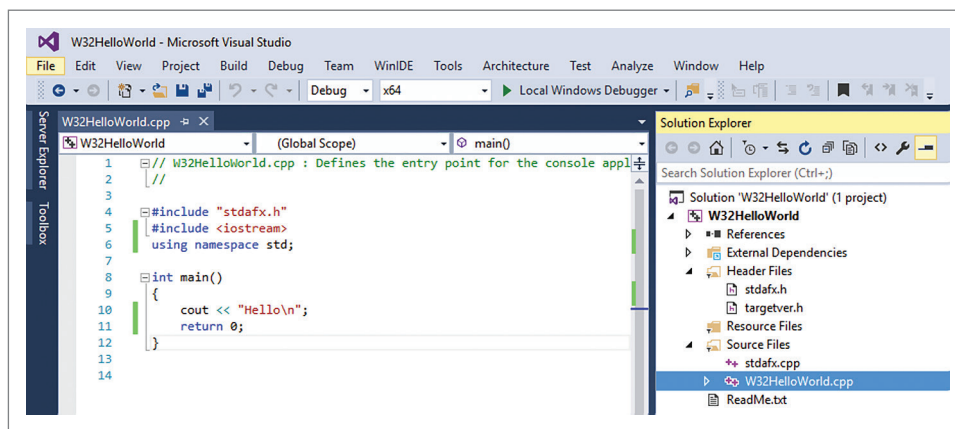 W32HelloWorld - Microsoft Visual Studio
File Edit View Project Build Debug Team WinIDE Tools Architecture Test Analyze Window Help
Debug x64 Local Windows Debugger
Server Explorer
Toolbox
W32HelloWorld.cpp
W32HelloWorld (Global Scope) main()
1 // W32HelloWorld.cpp : Defines the entry point for the console appl
2 //
3
4 #include "stdafx.h"
5 #include <iostream>
6 using namespace std;
7
8 int main()
9 {
10 cout << "Hello\n";
11 return 0;
12 }
13
14
Solution Explorer
Search Solution Explorer (Ctrl+;)
Solution 'W32HelloWorld' (1 project)
W32HelloWorld
References
External Dependencies
Header Files
stdafx.h
targetver.h
Resource Files
Source Files
stdafx.cpp
W32HelloWorld.cpp
ReadMe.txt